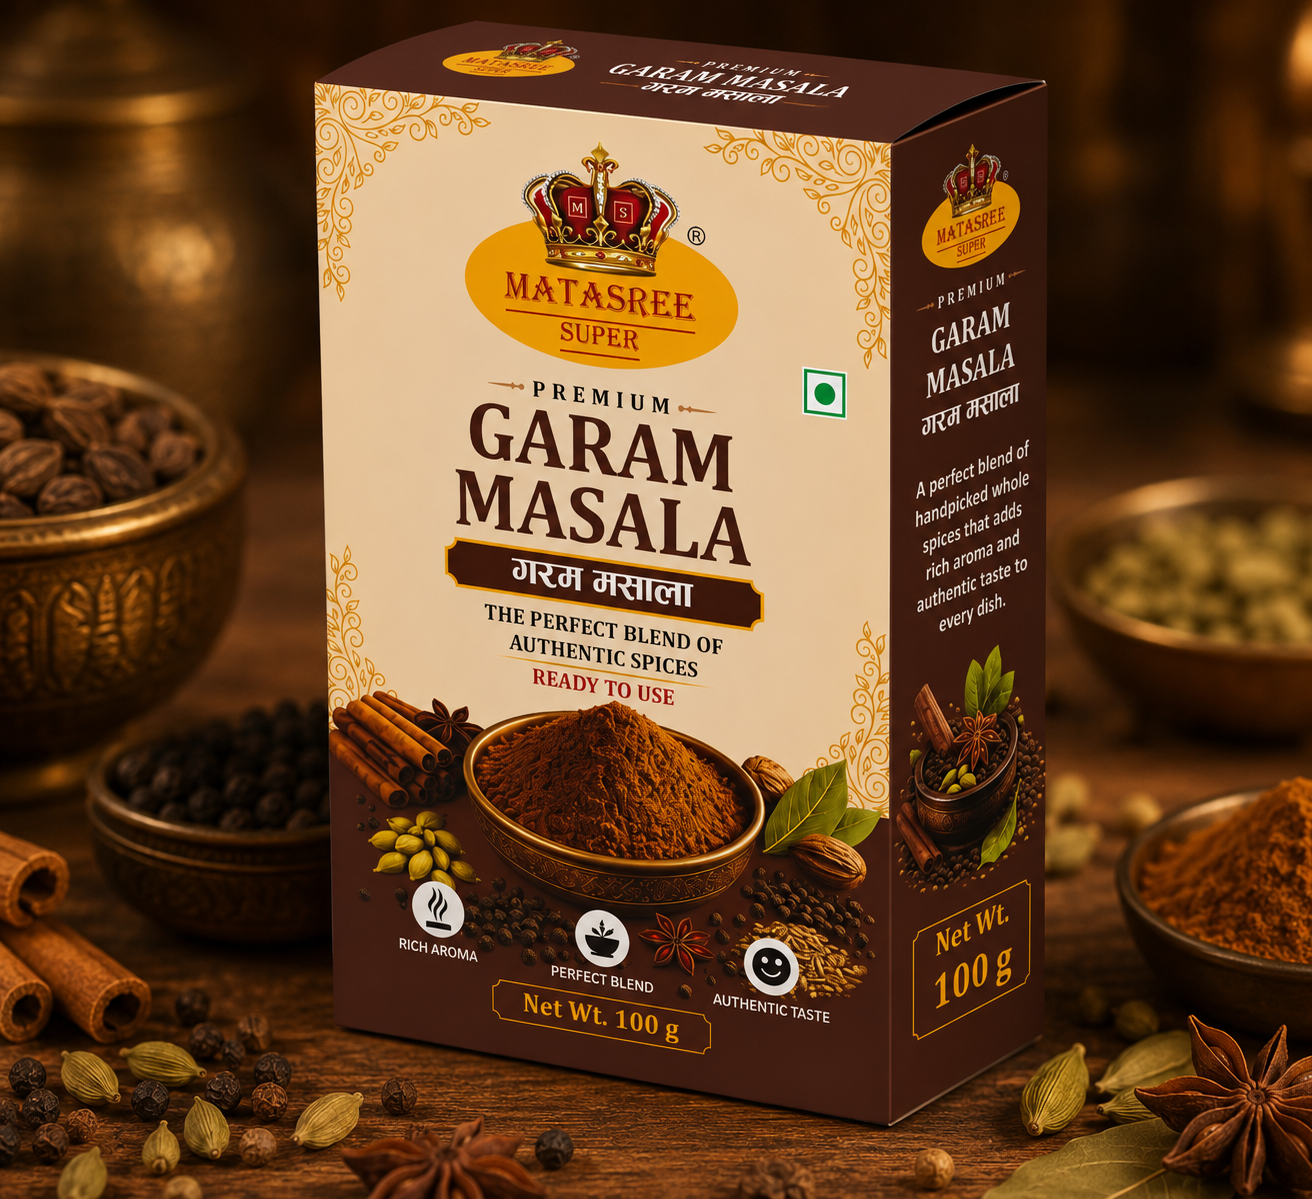 MATASREE
SUPER
PREMIUM
GARAM MASALA
गरम मसाला
M S
®
MATASREE
SUPER
PREMIUM
GARAM
MASALA
गरम मसाला
THE PERFECT BLEND OF
AUTHENTIC SPICES
READY TO USE
RICH AROMA
PERFECT BLEND
AUTHENTIC TASTE
Net Wt. 100 g
®
MATASREE
SUPER
PREMIUM
GARAM
MASALA
गरम मसाला
A perfect blend of
handpicked whole
spices that adds
rich aroma and
authentic taste to
every dish.
Net Wt.
100 g